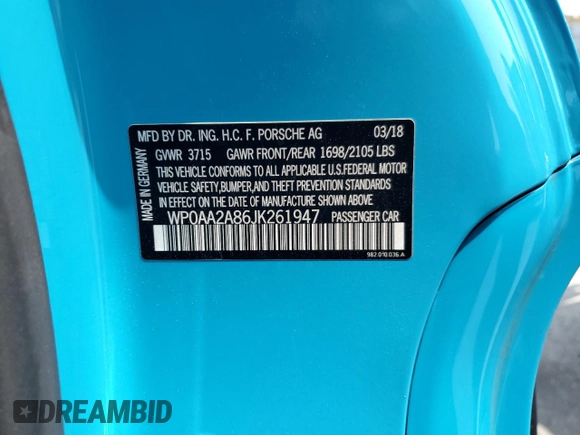 MFD BY DR. ING. H.C. F. PORSCHE AG 03/18
GVWR 3715 GAWR FRONT/REAR 1698/2105 LBS
THIS VEHICLE CONFORMS TO ALL APPLICABLE U.S.FEDERAL MOTOR
VEHICLE SAFETY,BUMPER,AND THEFT PREVENTION STANDARDS
IN EFFECT ON THE DATE OF MANUFACTURE SHOWN ABOVE.
WP0AA2A86JK261947 PASSENGER CAR
982.010.036.A
MADE IN GERMANY
DREAMBID